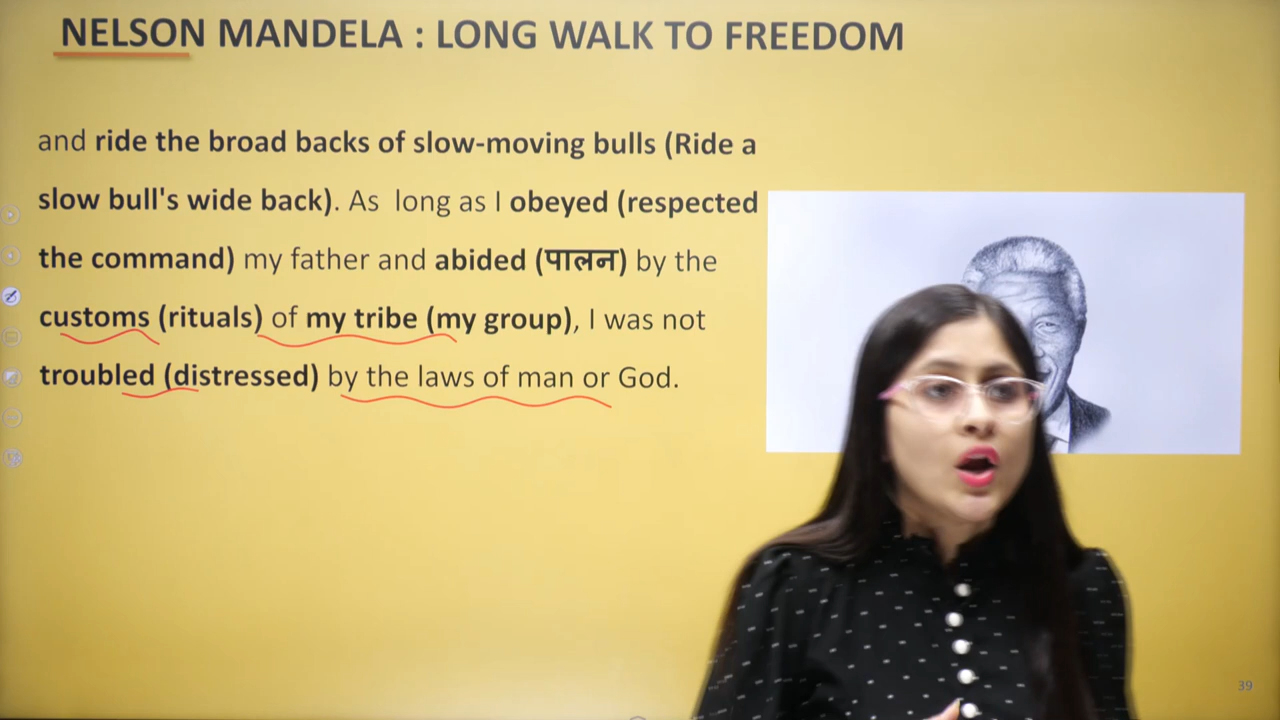 NELSON MANDELA : LONG WALK TO FREEDOM
and ride the broad backs of slow-moving bulls (Ride a
slow bull's wide back). As long as I obeyed (respected
the command) my father and abided (पालन) by the
customs (rituals) of my tribe (my group), I was not
troubled (distressed) by the laws of man or God.
39